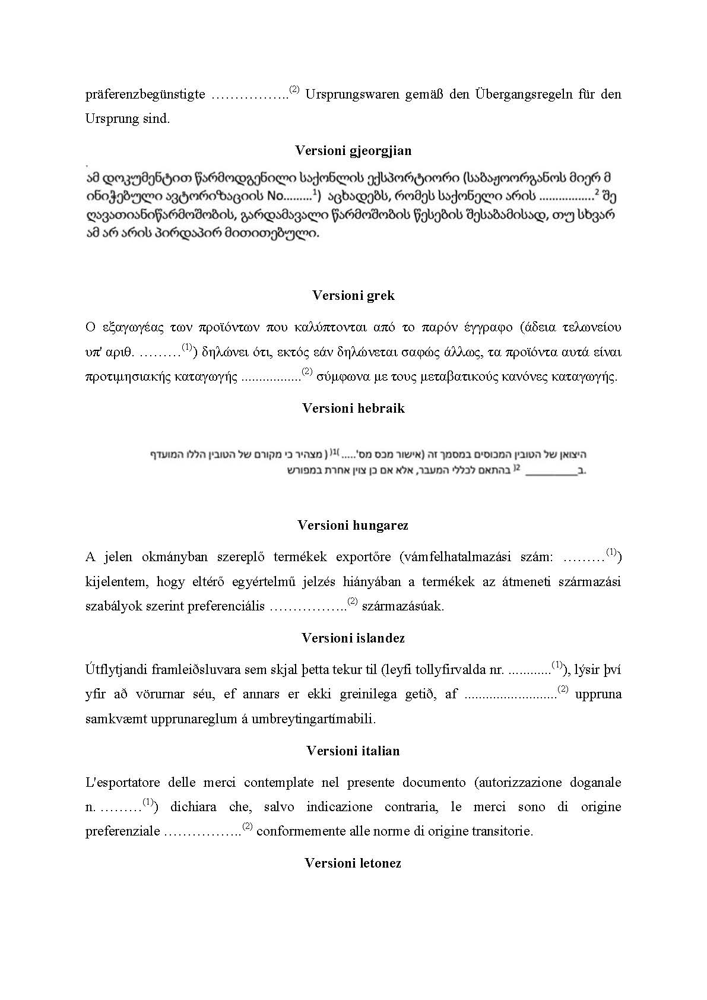 präferenzbegünstigte ……………..(2) Ursprungswaren gemäß den Übergangsregeln für den
Ursprung sind.
Versioni gjeorgjian
ამ დოკუმენტით წარმოდგენილი საქონლის ექსპორტიორი (საბაჟოორგანოს მიერ მ
ინიჭებული ავტორიზაციის No.........1) აცხადებს, რომეს საქონელი არის .................2 შე
ღავათიანიწარმოშობის, გარდამავალი წარმოშობის წესების შესაბამისად, თუ სხვარ
ამ არ არის პირდაპირ მითითებული.
Versioni grek
Ο εξαγωγέας των προϊόντων που καλύπτονται από το παρόν έγγραφο (άδεια τελωνείου
υπ' αριθ. ………(1)) δηλώνει ότι, εκτός εάν δηλώνεται σαφώς άλλως, τα προϊόντα αυτά είναι
προτιμησιακής καταγωγής .................(2) σύμφωνα με τους μεταβατικούς κανόνες καταγωγής.
Versioni hebraik
היצואן של הטובין המכוסים במסמך זה (אישור מכס מס'..... )1( ) מצהיר כי מקורם של הטובין הללו המועדף
ב__________ 2( בהתאם לכללי המעבר, אלא אם כן צוין אחרת במפורש.
Versioni hungarez
A jelen okmányban szereplő termékek exportőre (vámfelhatalmazási szám: ………(1))
kijelentem, hogy eltérő egyértelmű jelzés hiányában a termékek az átmeneti származási
szabályok szerint preferenciális ……………..(2) származásúak.
Versioni islandez
Útflytjandi framleiðsluvara sem skjal þetta tekur til (leyfi tollyfirvalda nr. ............(1)), lýsir því
yfir að vörurnar séu, ef annars er ekki greinilega getið, af ..........................(2) uppruna
samkvæmt upprunareglum á umbreytingartímabili.
Versioni italian
L'esportatore delle merci contemplate nel presente documento (autorizzazione doganale
n. ………(1)) dichiara che, salvo indicazione contraria, le merci sono di origine
preferenziale ……………..(2) conformemente alle norme di origine transitorie.
Versioni letonez